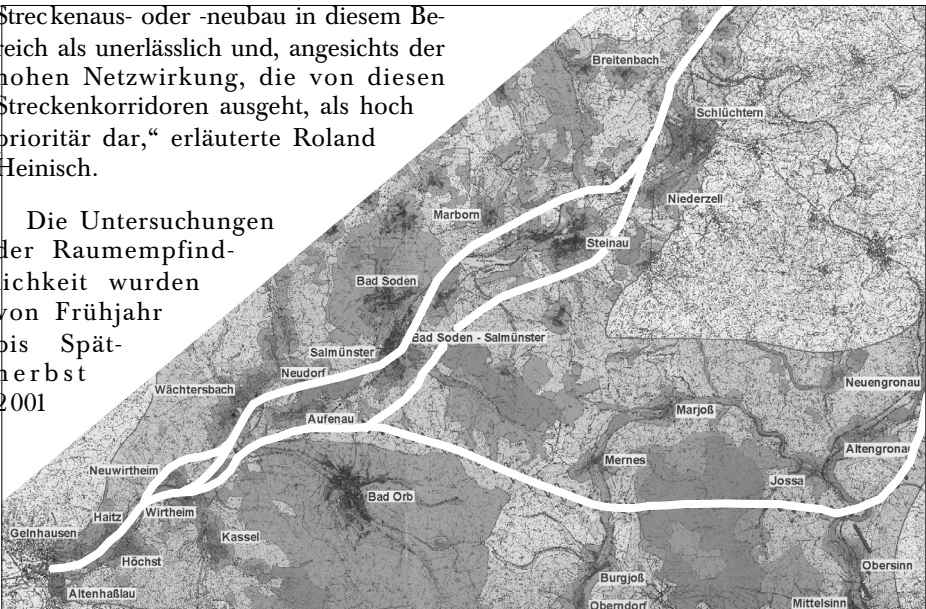 Streckenaus- oder -neubau in diesem Be-
reich als unerlässlich und, angesichts der
hohen Netzwirkung, die von diesen
Streckenkorridoren ausgeht, als hoch
prioritär dar,“ erläuterte Roland
Heinisch.
Die Untersuchungen
der Raumempfind-
lichkeit wurden
von Frühjahr
bis Spät-
herbst
2001
Breitenbach
Schlüchtern
Niederzell
Marborn
Steinau
Bad Soden
Bad Soden - Salmünster
Salmünster
Neudorf
Wächtersbach
Neuengronau
Aufenau
Marjoß
Altengronau
Mernes
Neuwirtheim
Jossa
Bad Orb
Haitz
Wirtheim
Gelnhausen
Kassel
Höchst
Obersinn
Burgjoß
Altenhaßlau
Oberndorf
Mittelsinn